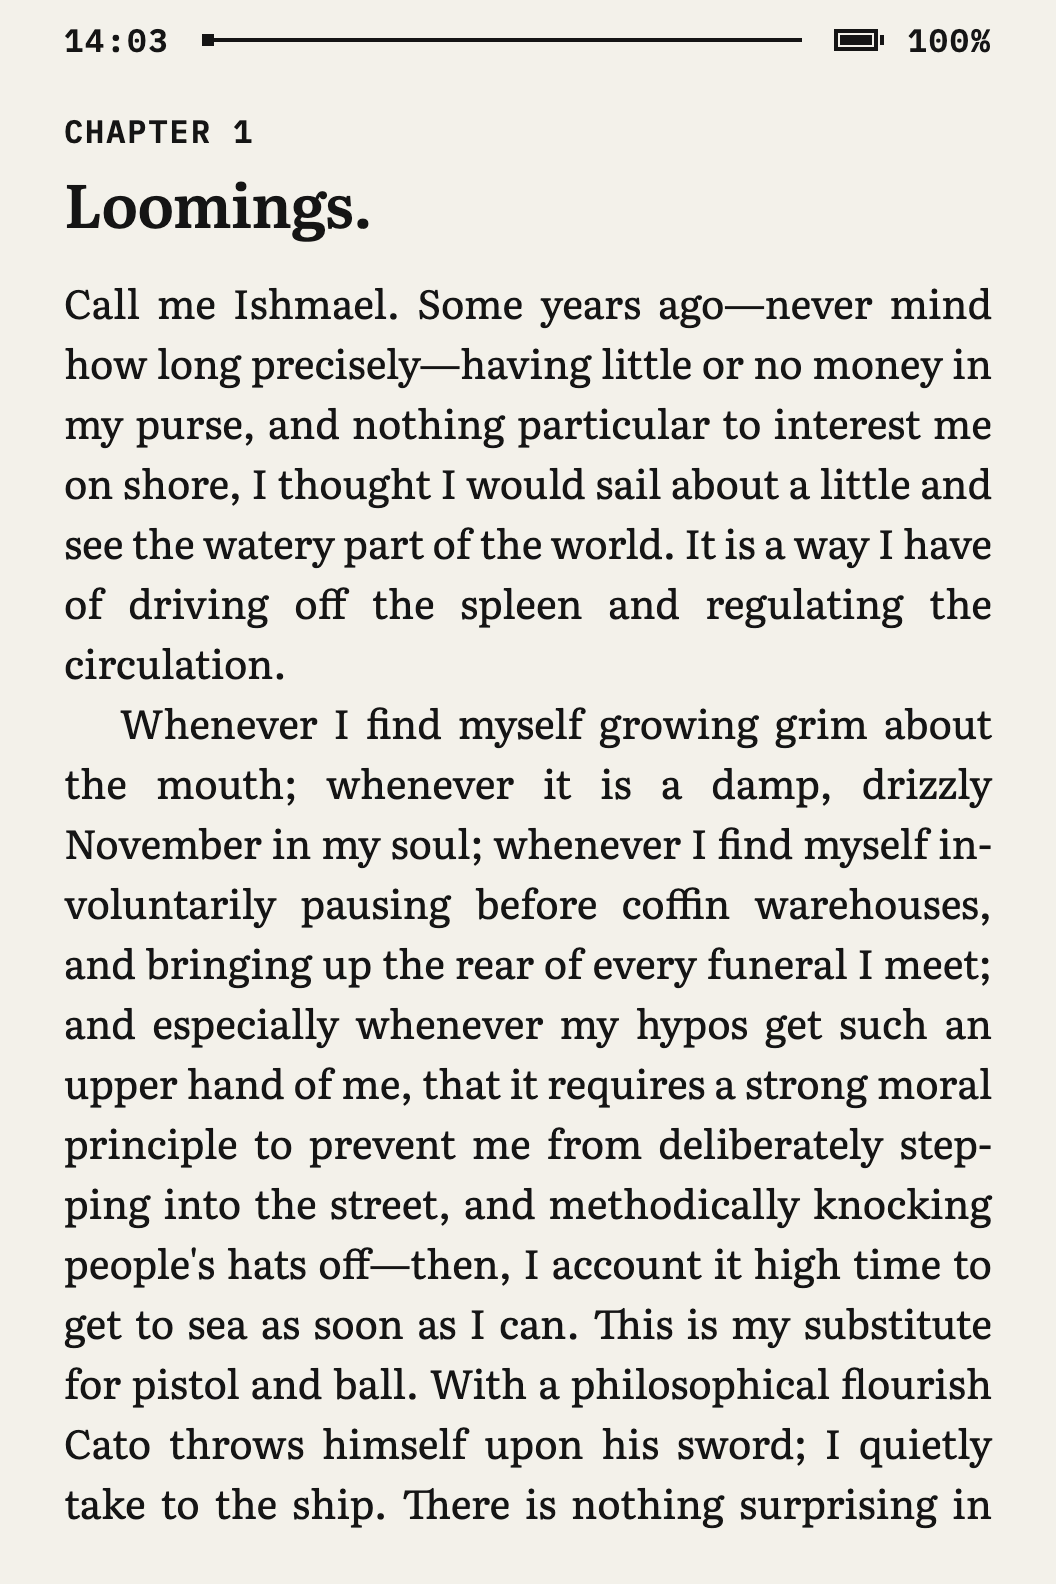 14:03 100%
CHAPTER 1
Loomings.
Call me Ishmael. Some years ago—never mind
how long precisely—having little or no money in
my purse, and nothing particular to interest me
on shore, I thought I would sail about a little and
see the watery part of the world. It is a way I have
of driving off the spleen and regulating the
circulation.
Whenever I find myself growing grim about
the mouth; whenever it is a damp, drizzly
November in my soul; whenever I find myself in-
voluntarily pausing before coffin warehouses,
and bringing up the rear of every funeral I meet;
and especially whenever my hypos get such an
upper hand of me, that it requires a strong moral
principle to prevent me from deliberately step-
ping into the street, and methodically knocking
people's hats off—then, I account it high time to
get to sea as soon as I can. This is my substitute
for pistol and ball. With a philosophical flourish
Cato throws himself upon his sword; I quietly
take to the ship. There is nothing surprising in